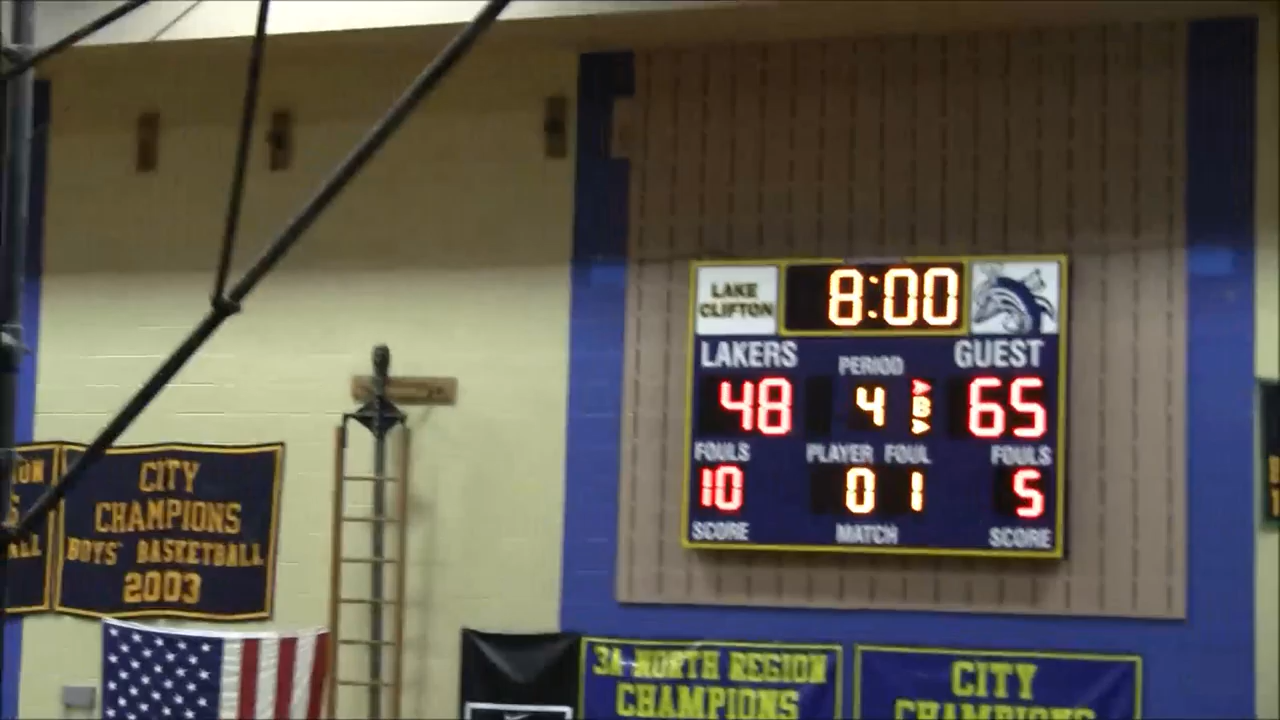 LAKE
CLIFTON
8:00
LAKERS
PERIOD
GUEST
48
4
65
FOULS
PLAYER FOUL
FOULS
10
0 1
5
SCORE
MATCH
SCORE
CITY
CHAMPIONS
BOYS' BASKETBALL
2003
3A NORTH REGION
CHAMPIONS
CITY
CHAMPIONS